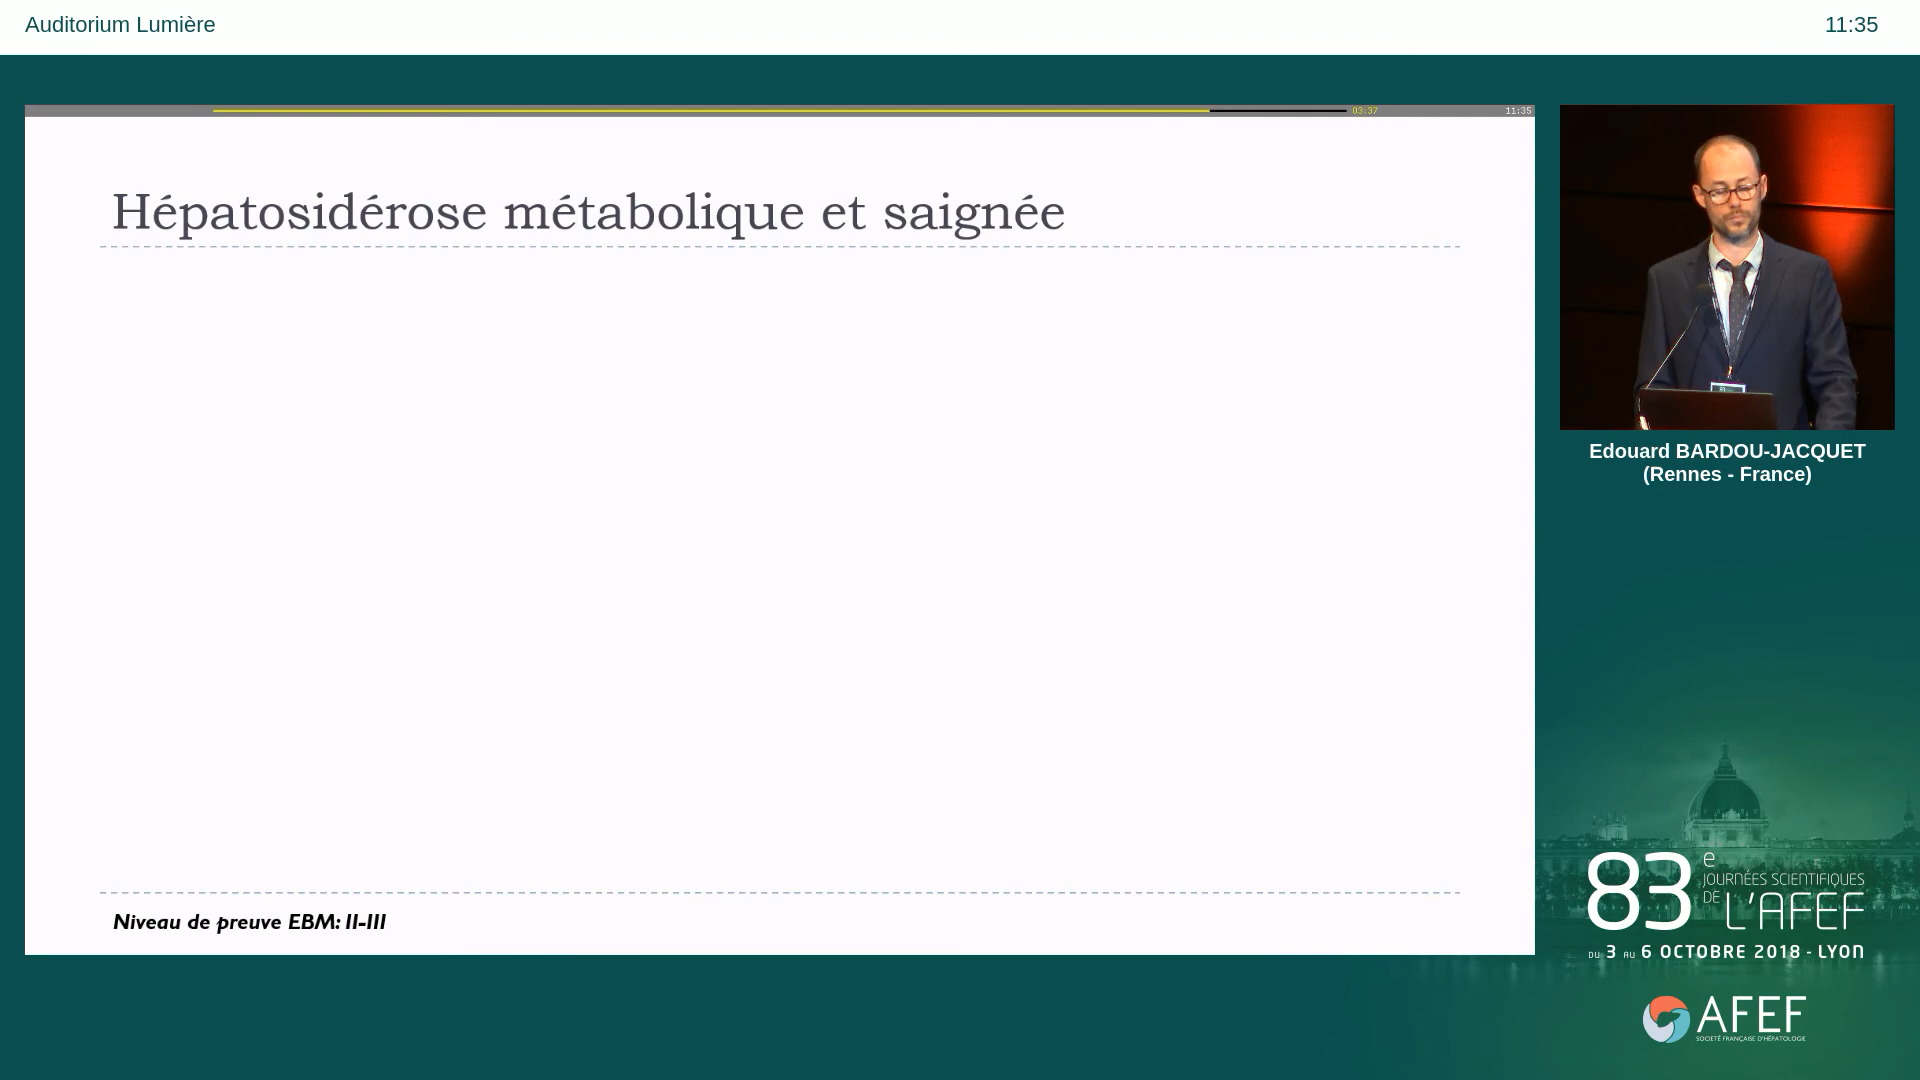 Auditorium Lumière
11:35
03:37
11:35
Hépatosidérose métabolique et saignée
Niveau de preuve EBM: II-III
Edouard BARDOU-JACQUET
(Rennes - France)
83e JOURNÉES SCIENTIFIQUES
DE L'AFEF
DU 3 AU 6 OCTOBRE 2018 - LYON
AFEF
SOCIÉTÉ FRANÇAISE D'HÉPATOLOGIE